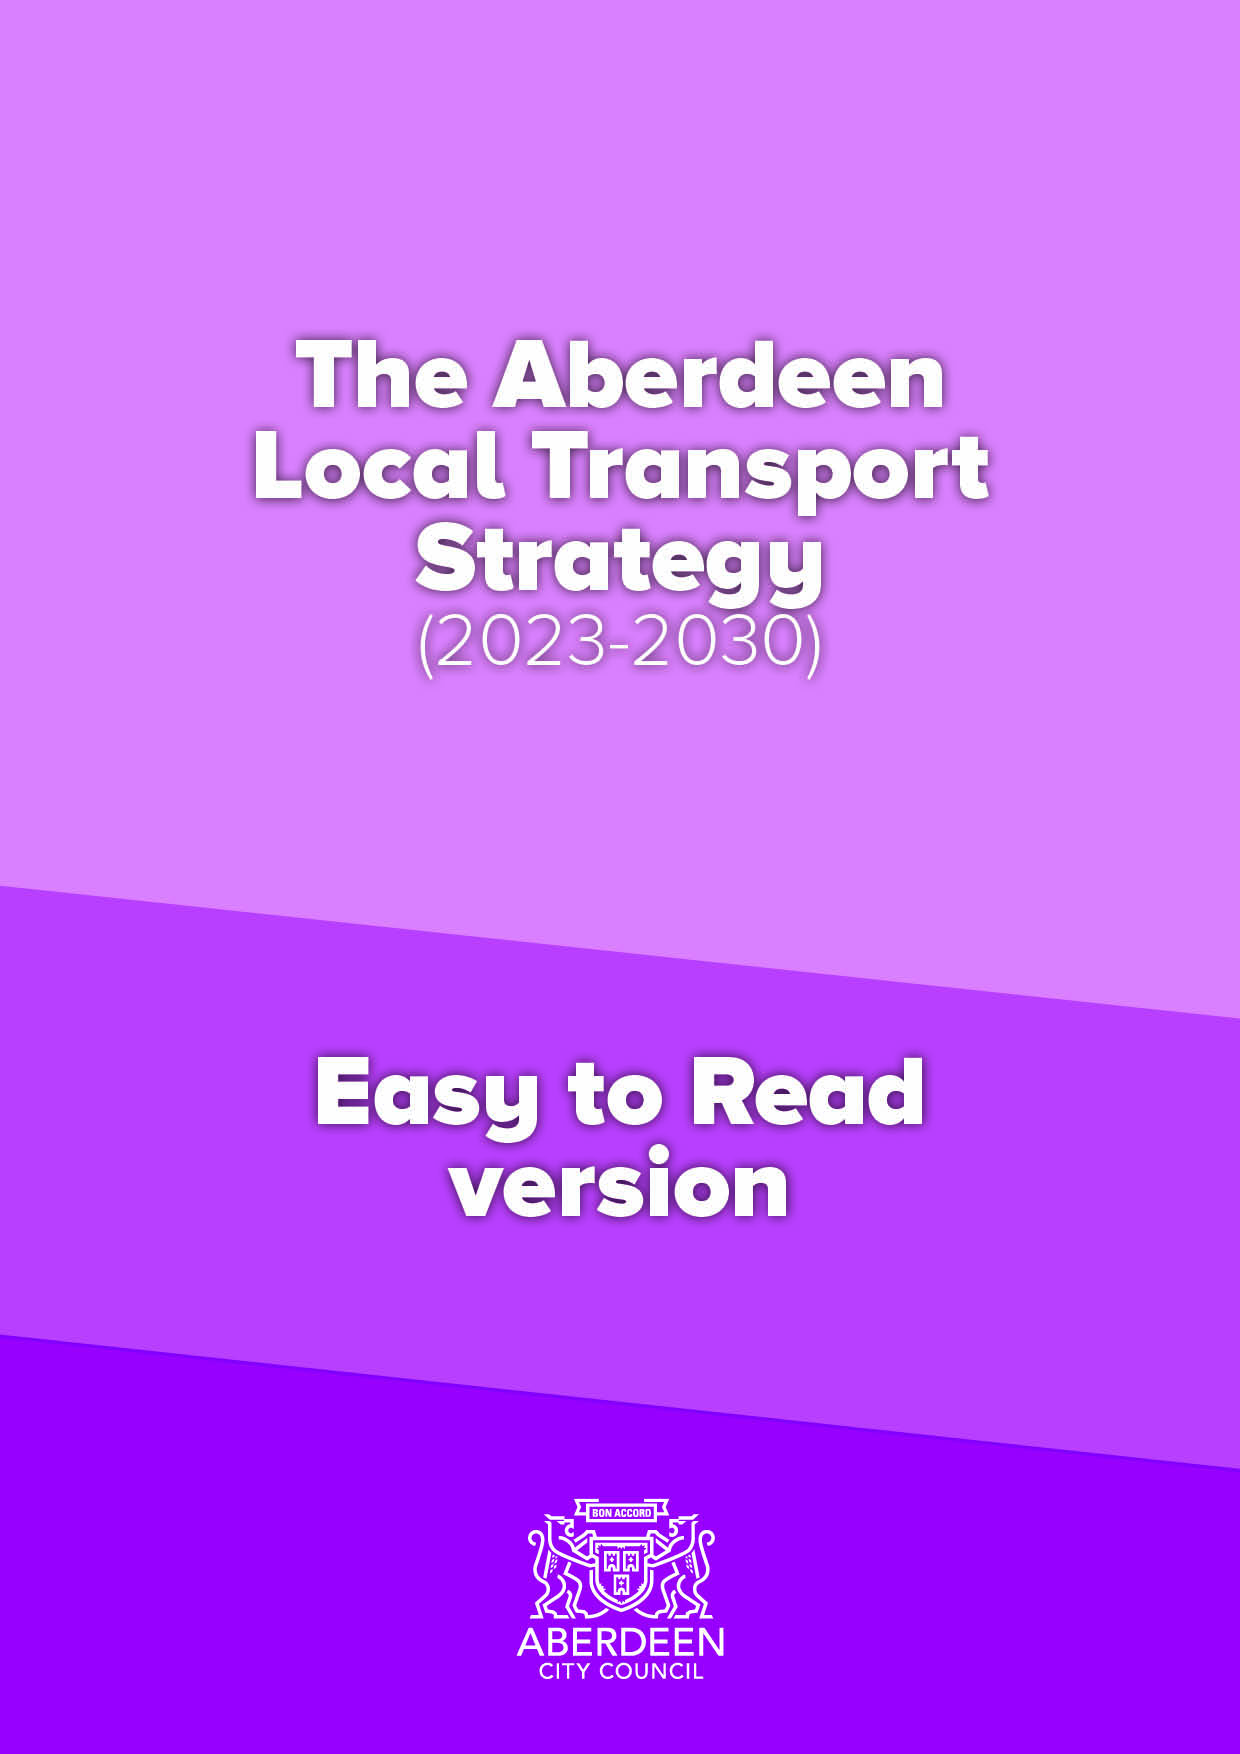 The Aberdeen
Local Transport
Strategy
(2023-2030)
Easy to Read
version
BON ACCORD
ABERDEEN
CITY COUNCIL